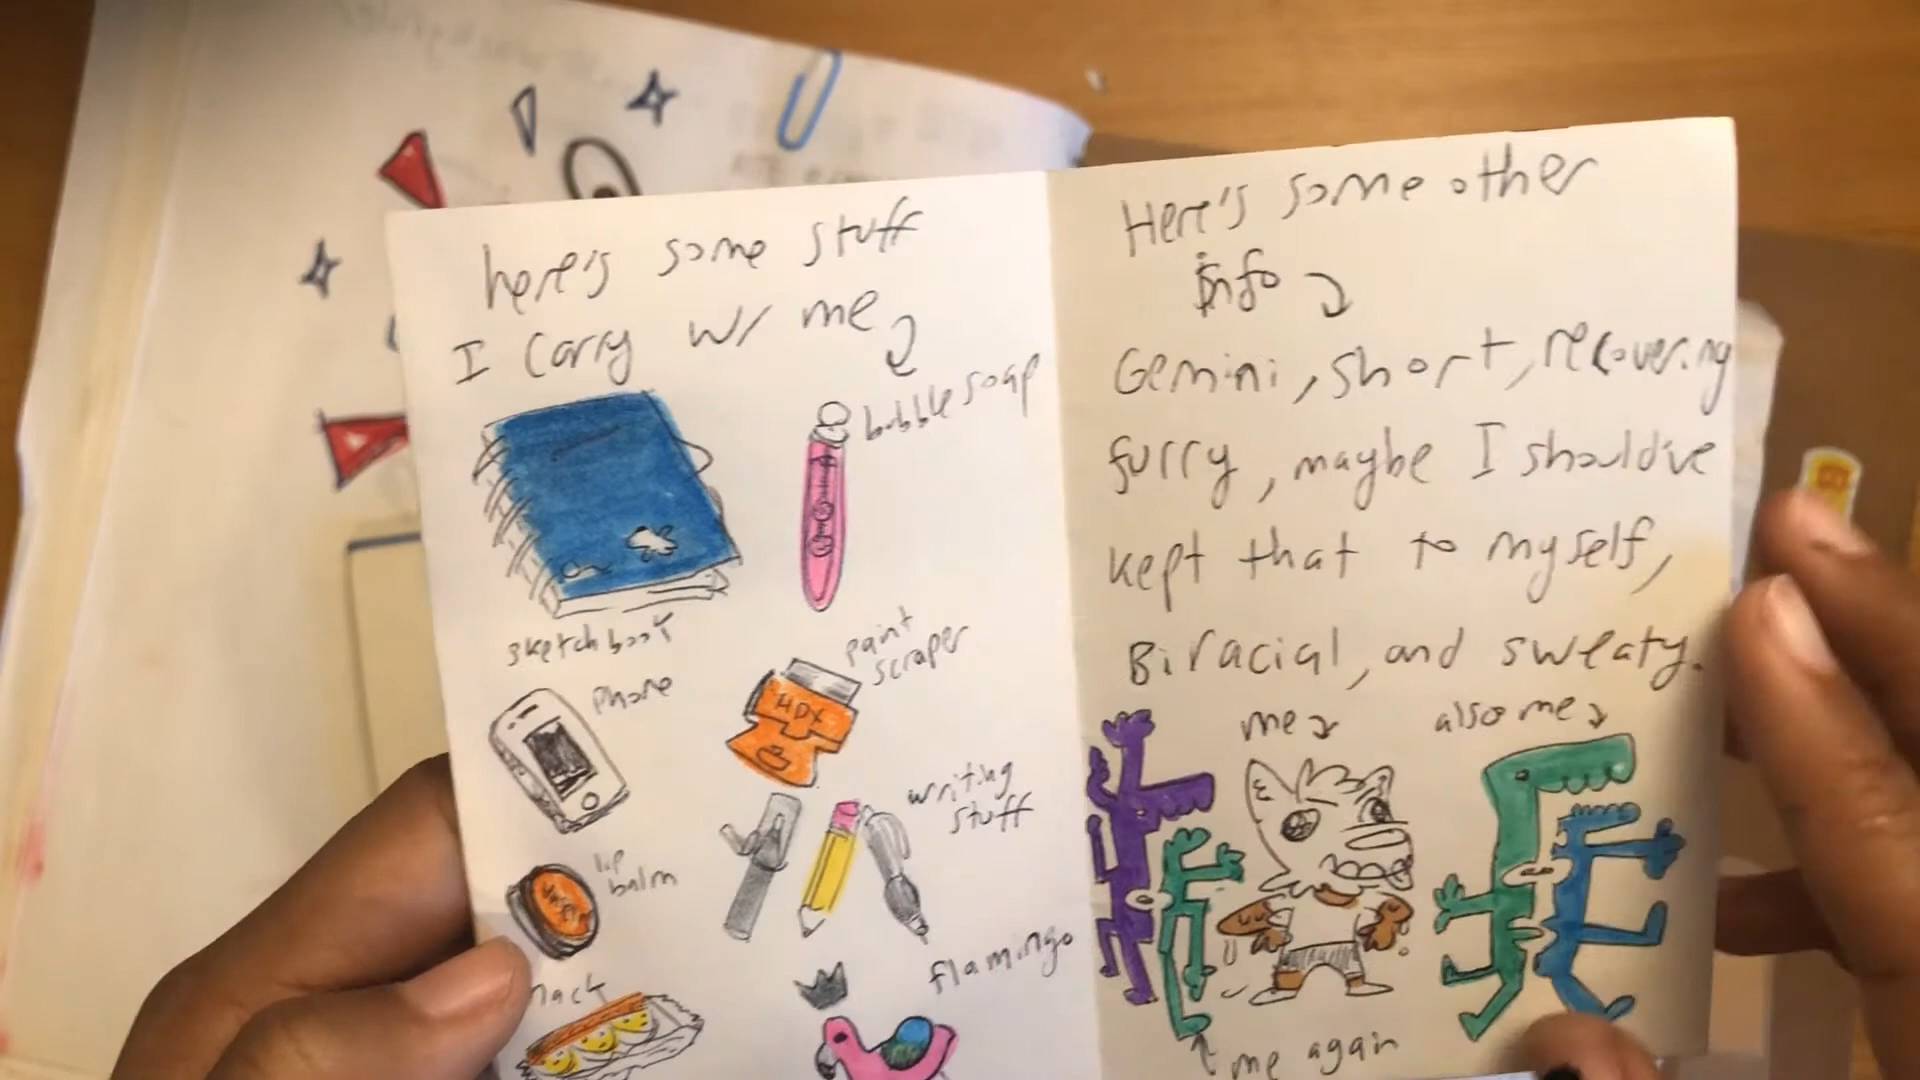 here's some stuff
I carry w/ me
bubble soap
sketchbook
phone
paint
scraper
HDX
writing
stuff
lip
balm
flamingo
nack
Here's some other
info
Gemini, short, recovering
furry, maybe I should've
kept that to myself,
Biracial, and sweaty.
me
also me
me again